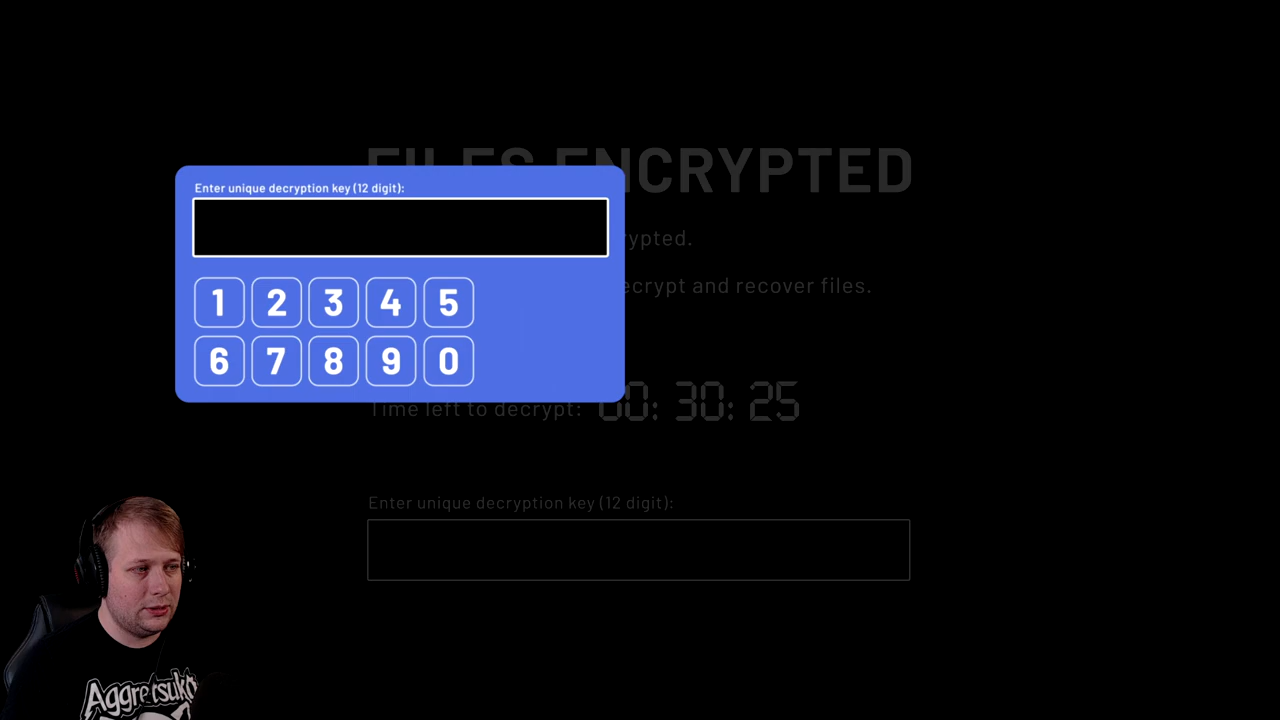 FILES ENCRYPTED
Enter unique decryption key (12 digit):
ypted.
1 2 3 4 5
ecrypt and recover files.
6 7 8 9 0
Time left to decrypt: 00: 30: 25
Enter unique decryption key (12 digit):
Aggretsuko